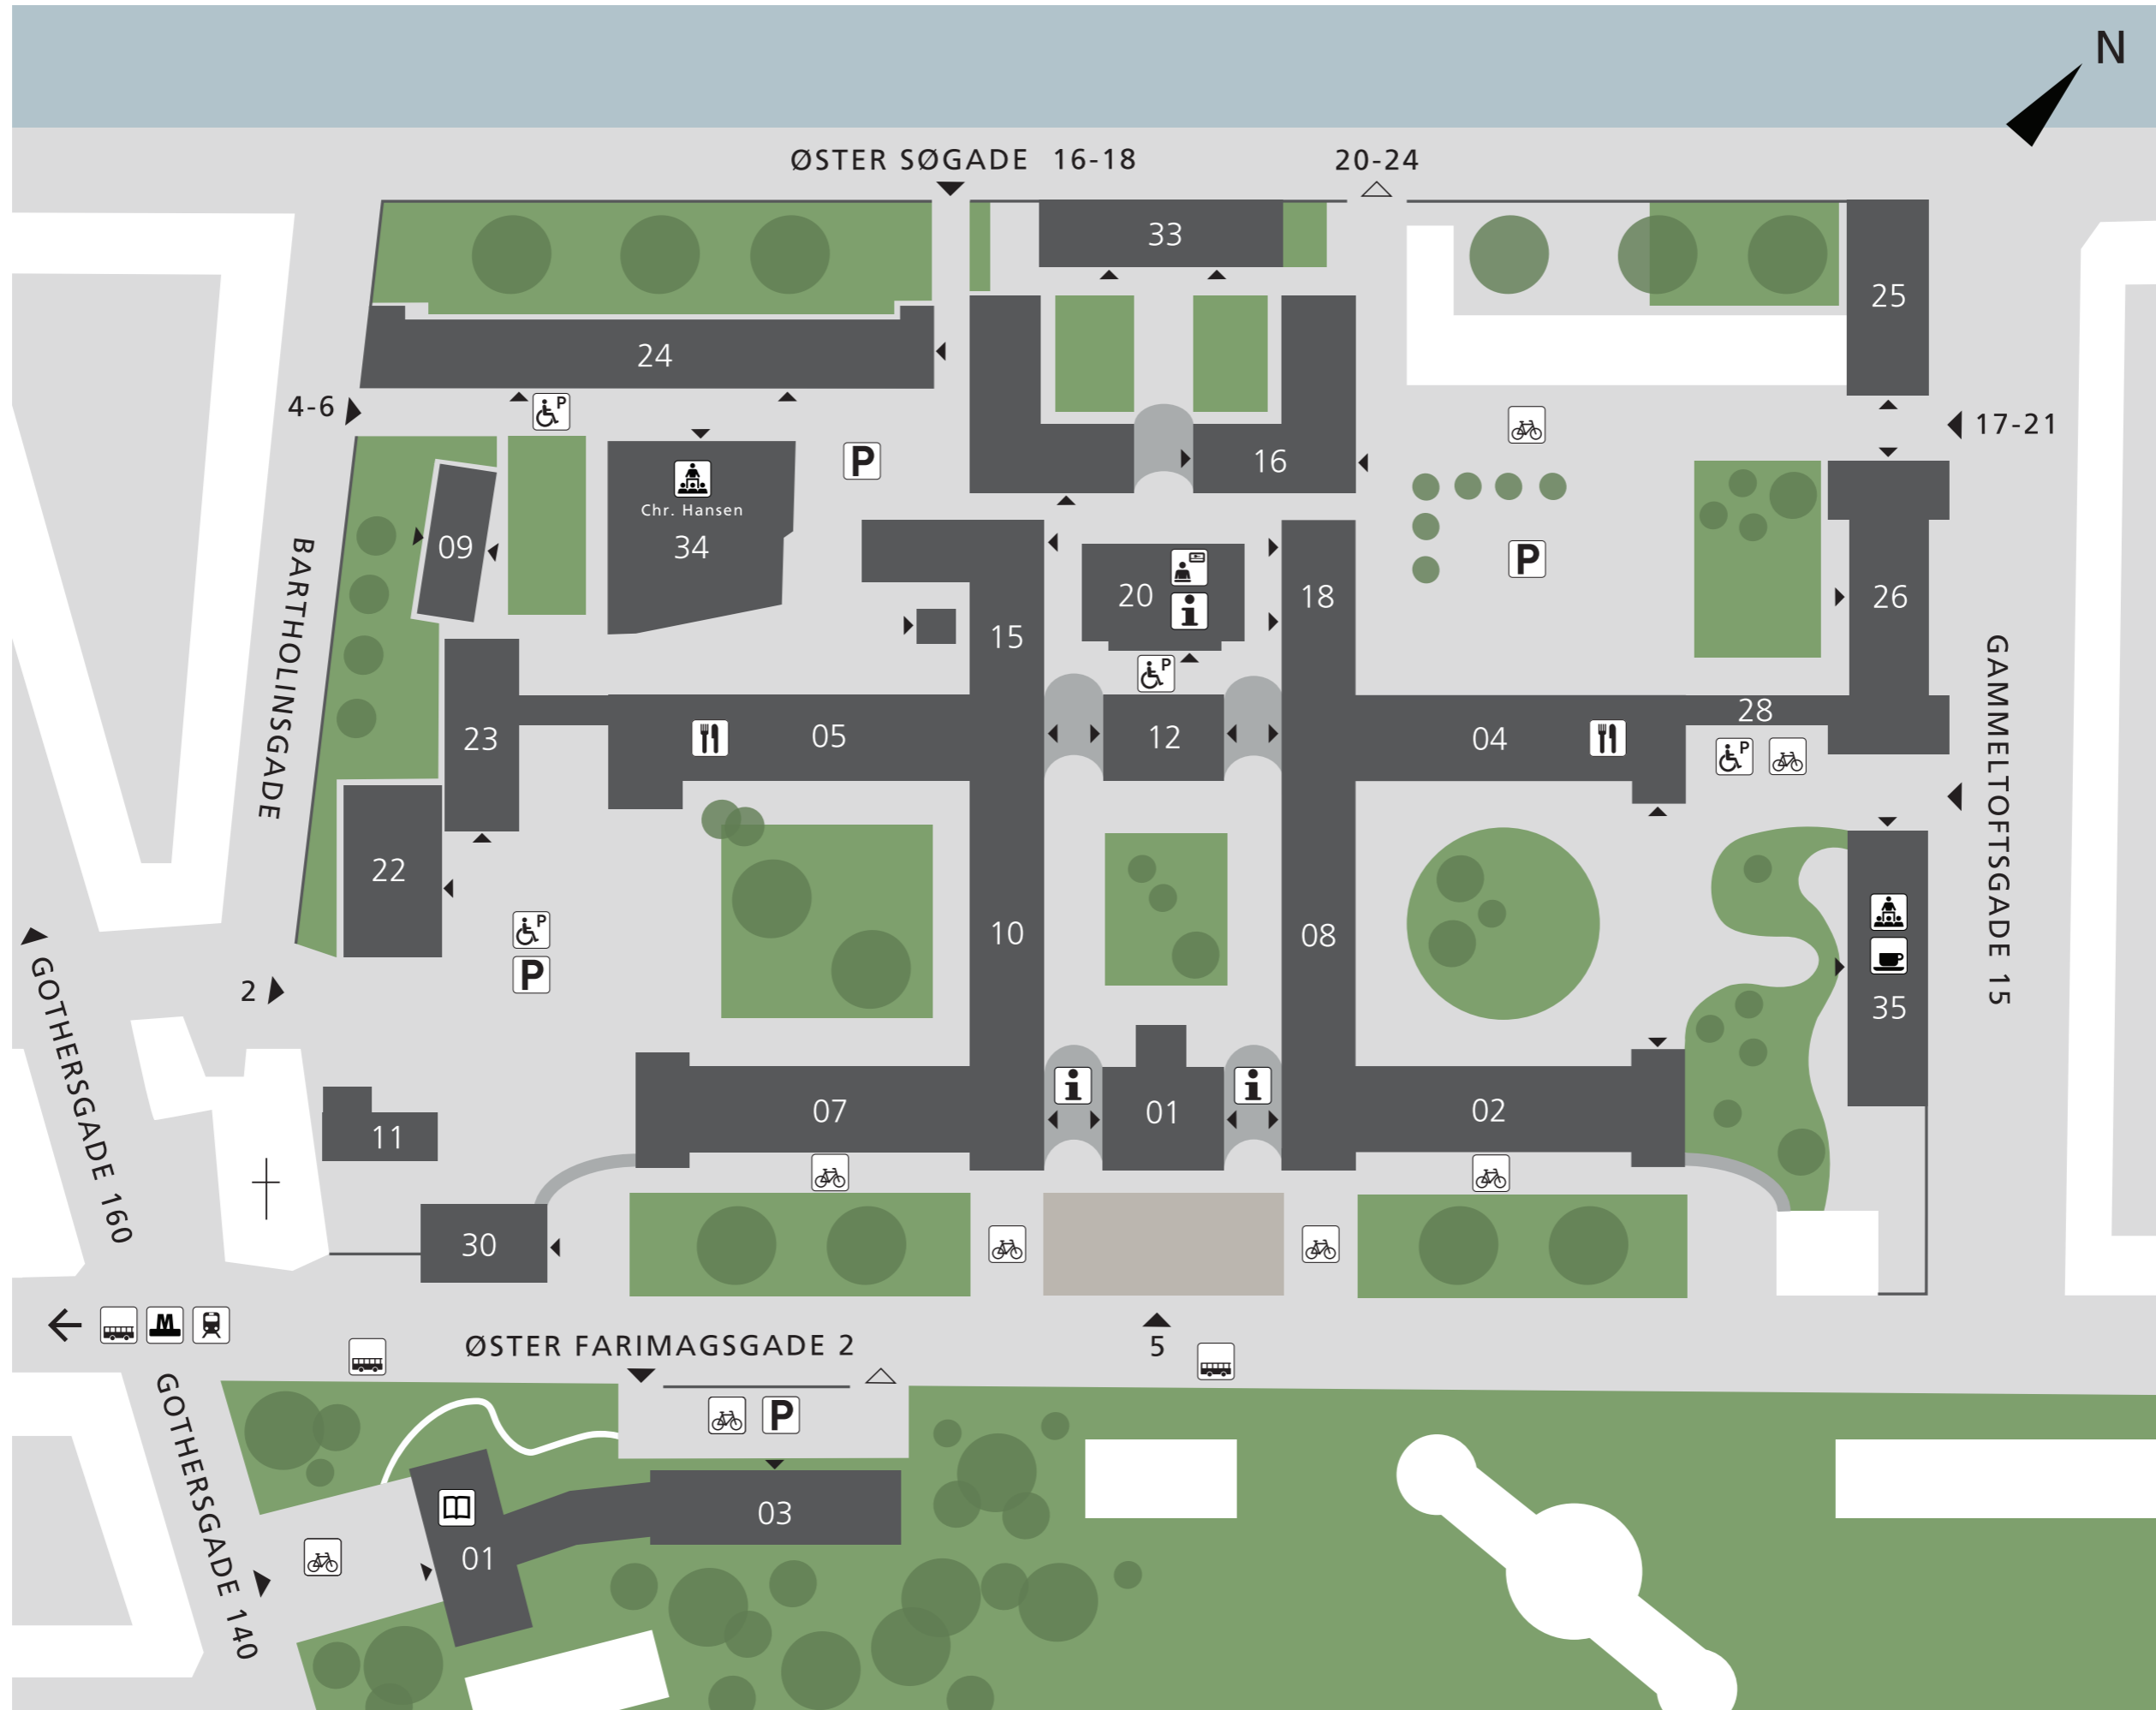 N
ØSTER SØGADE 16-18
20-24
33
25
24
4-6
17-21
16
Chr. Hansen
34
09
P
P
P
20
i
18
26
15
BARTHOLINSGADE
GAMMELTOFTSGADE 15
28
23
05
12
04
22
P
10
08
P
P
35
2
GOTHERSGADE 160
i
i
07
01
02
11
30
M
ØSTER FARIMAGSGADE 2
5
P
GOTHERSGADE 140
03
01